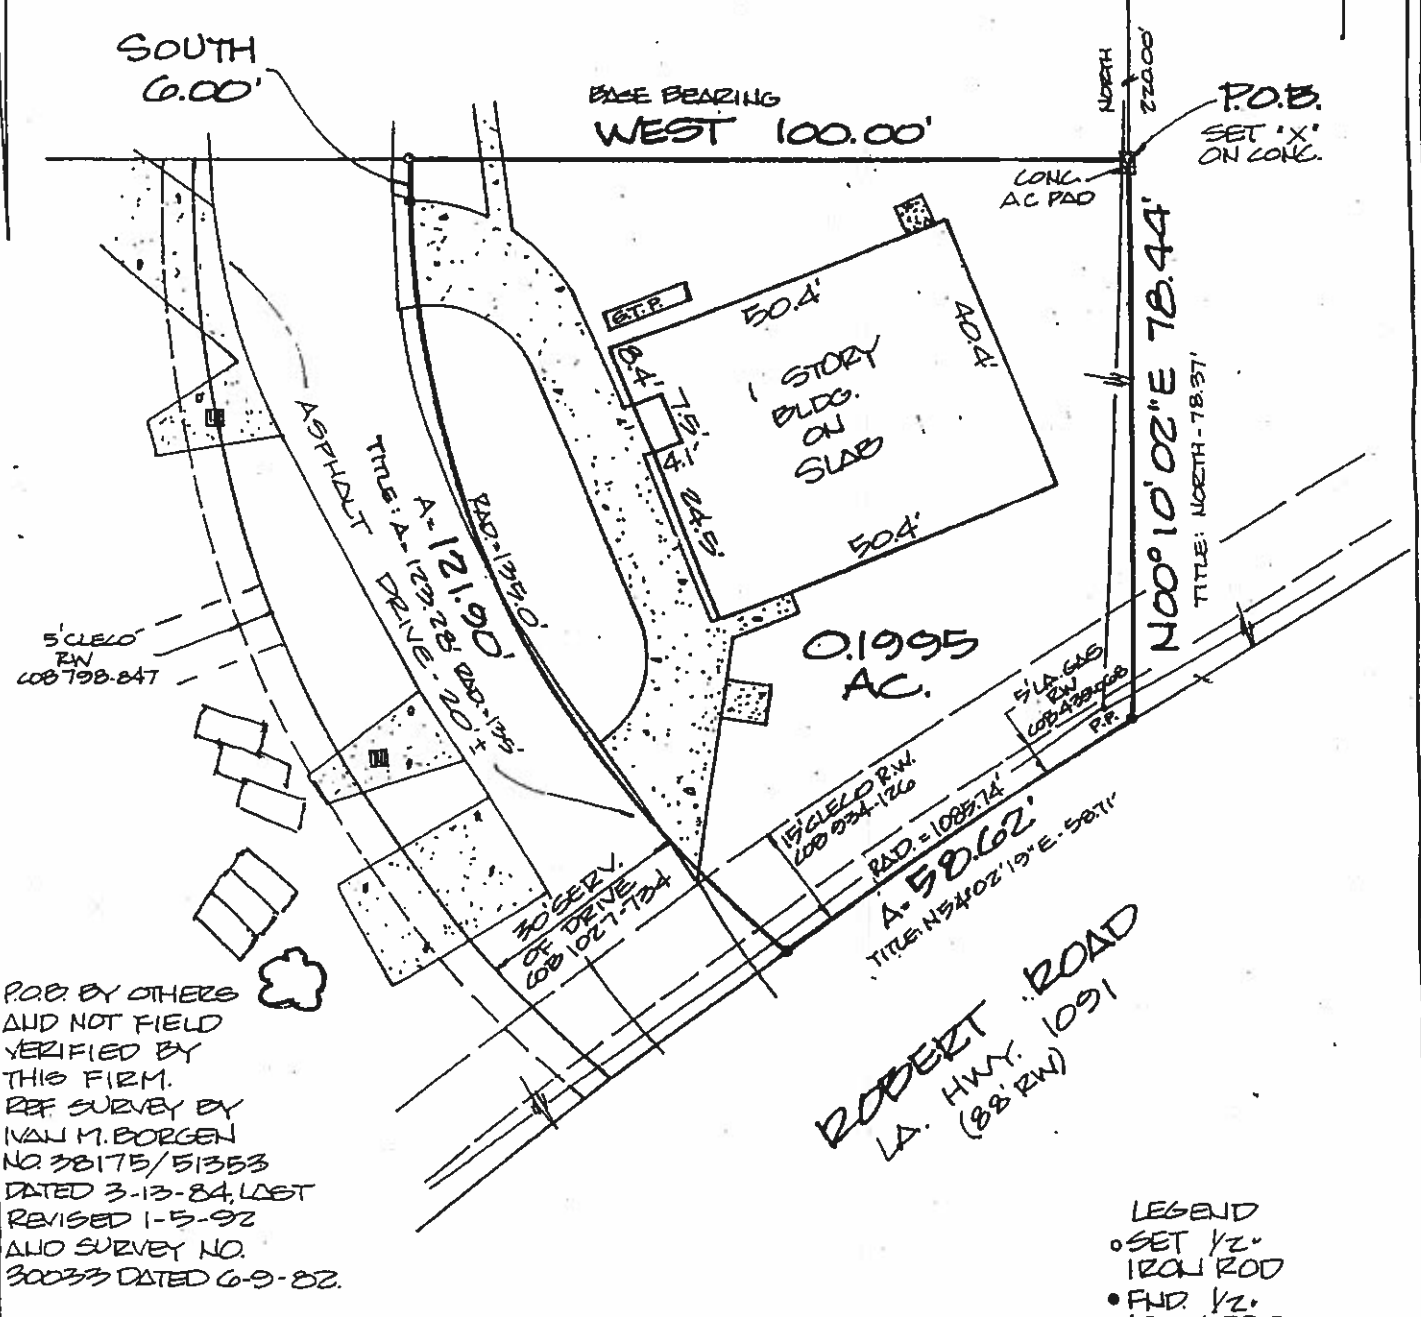 SOUTH
6.00'
BASE BEARING
WEST 100.00'
NORTH
220.00'
P.O.B.
SET "X"
ON CONC.
CONC.
AC PAD
E.T.P.
50.4'
40.4'
8.4'
7.5'
4.1'
24.5'
50.4'
1 STORY
BLDG.
ON
SLAB
N00°10'02"E 78.44'
TITLE: NORTH-78.37'
ASPHALT
DRIVE - 20'±
TITLE: A=123.28' RAD.=135'
A=121.90'
RAD.=135.0'
5' CLECO
RW
COB 798-847
0.1995
AC.
5' LA. GAS
RW
P.P.
15' CLECO R.W.
COB 534-126
RAD.=1085.74'
A=58.62'
TITLE: N54°02'19"E-58.71'
30' SERV.
OF DRIVE
COB 1027-734
ROBERT ROAD
LA. HWY. 1091
(88' RW)
P.O.B. BY OTHERS
AND NOT FIELD
VERIFIED BY
THIS FIRM.
REF. SURVEY BY
IVAN M. BORGEN
NO. 38175/51353
DATED 3-13-84, LAST
REVISED 1-5-92
AND SURVEY NO.
30033 DATED 6-9-82.
LEGEND
SET 1/2"
IRON ROD
FND. 1/2"